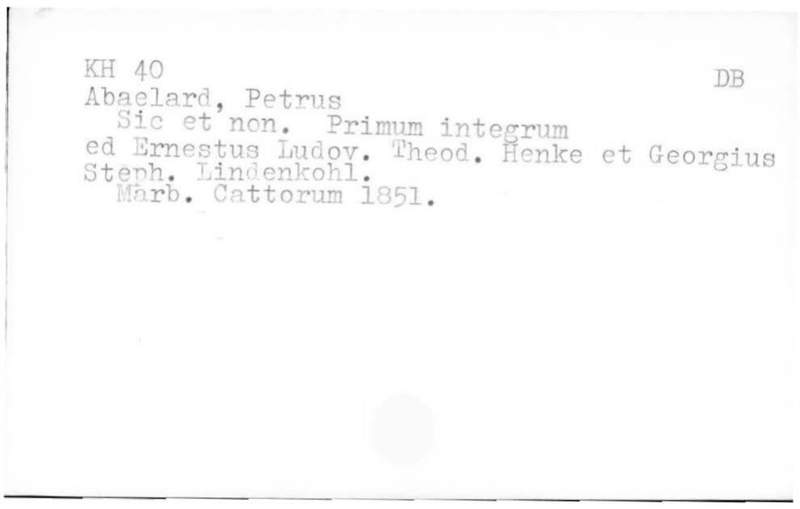 KH 40 DB
Abaelard, Petrus
Sic et non. Primum integrum
ed Ernestus Ludov. Theod. Henke et Georgius
Steph. Lindenkohl.
Marb. Cattorum 1851.